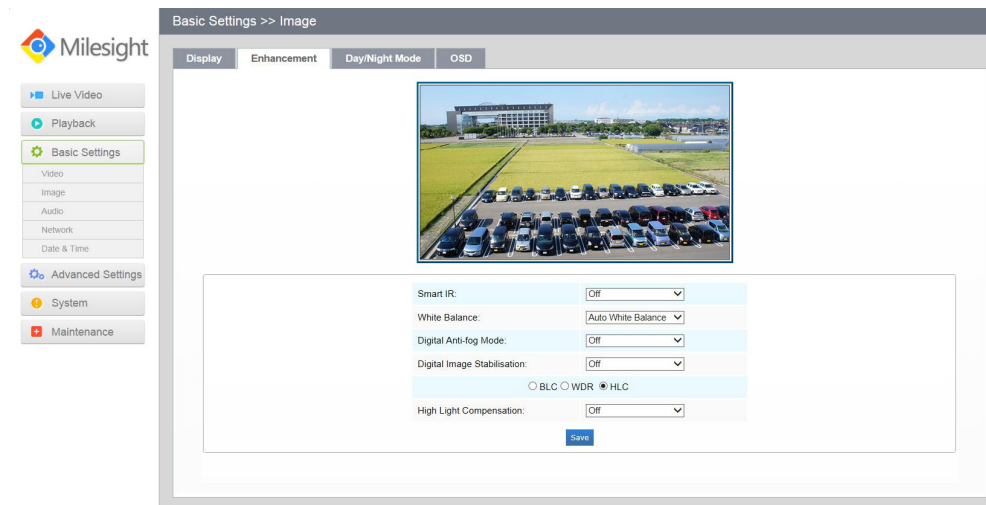 Basic Settings >> Image
Milesight
Display Enhancement Day/Night Mode OSD
Live Video
Playback
Basic Settings
Video
Image
Audio
Network
Date & Time
Advanced Settings
System
Maintenance
Smart IR: Off
White Balance: Auto White Balance
Digital Anti-fog Mode: Off
Digital Image Stabilisation: Off
BLC WDR HLC
High Light Compensation: Off
Save